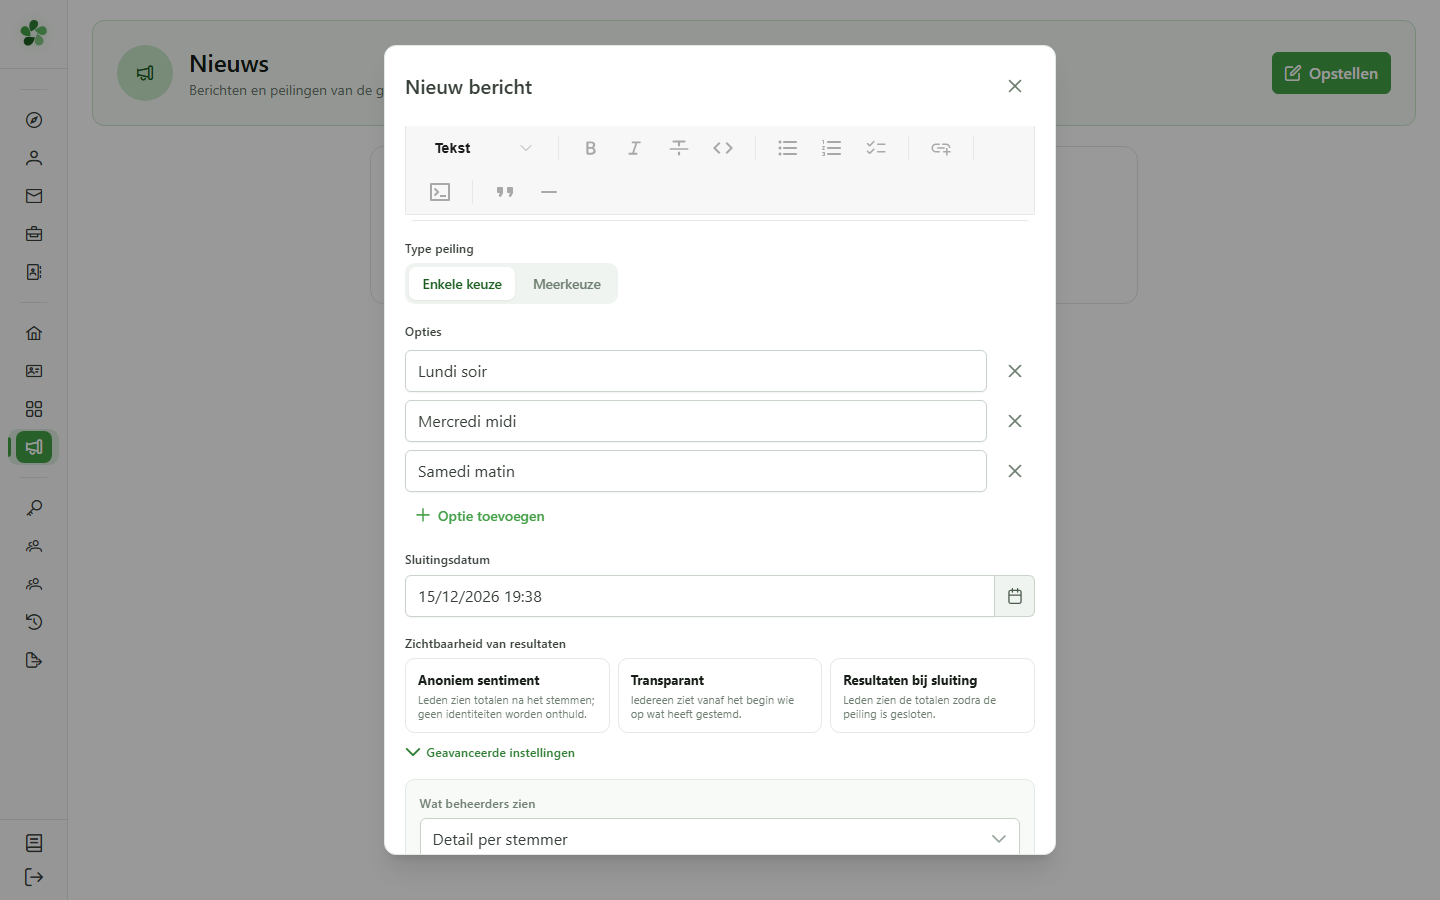 Nieuws
Berichten en peilingen van de g
Opstellen
Nieuw bericht
Tekst
Type peiling
Enkele keuze
Meerkeuze
Opties
Lundi soir
Mercredi midi
Samedi matin
Optie toevoegen
Sluitingsdatum
15/12/2026 19:38
Zichtbaarheid van resultaten
Anoniem sentiment
Leden zien totalen na het stemmen;
geen identiteiten worden onthuld.
Transparant
Iedereen ziet vanaf het begin wie
op wat heeft gestemd.
Resultaten bij sluiting
Leden zien de totalen zodra de
peiling is gesloten.
Geavanceerde instellingen
Wat beheerders zien
Detail per stemmer